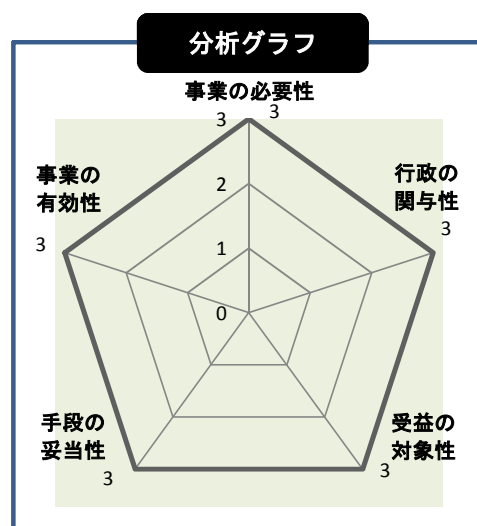 分析グラフ
事業の必要性
3
3
2
1
0
行政の
関与性
3
受益の
対象性
3
手段の
妥当性
3
事業の
有効性
3